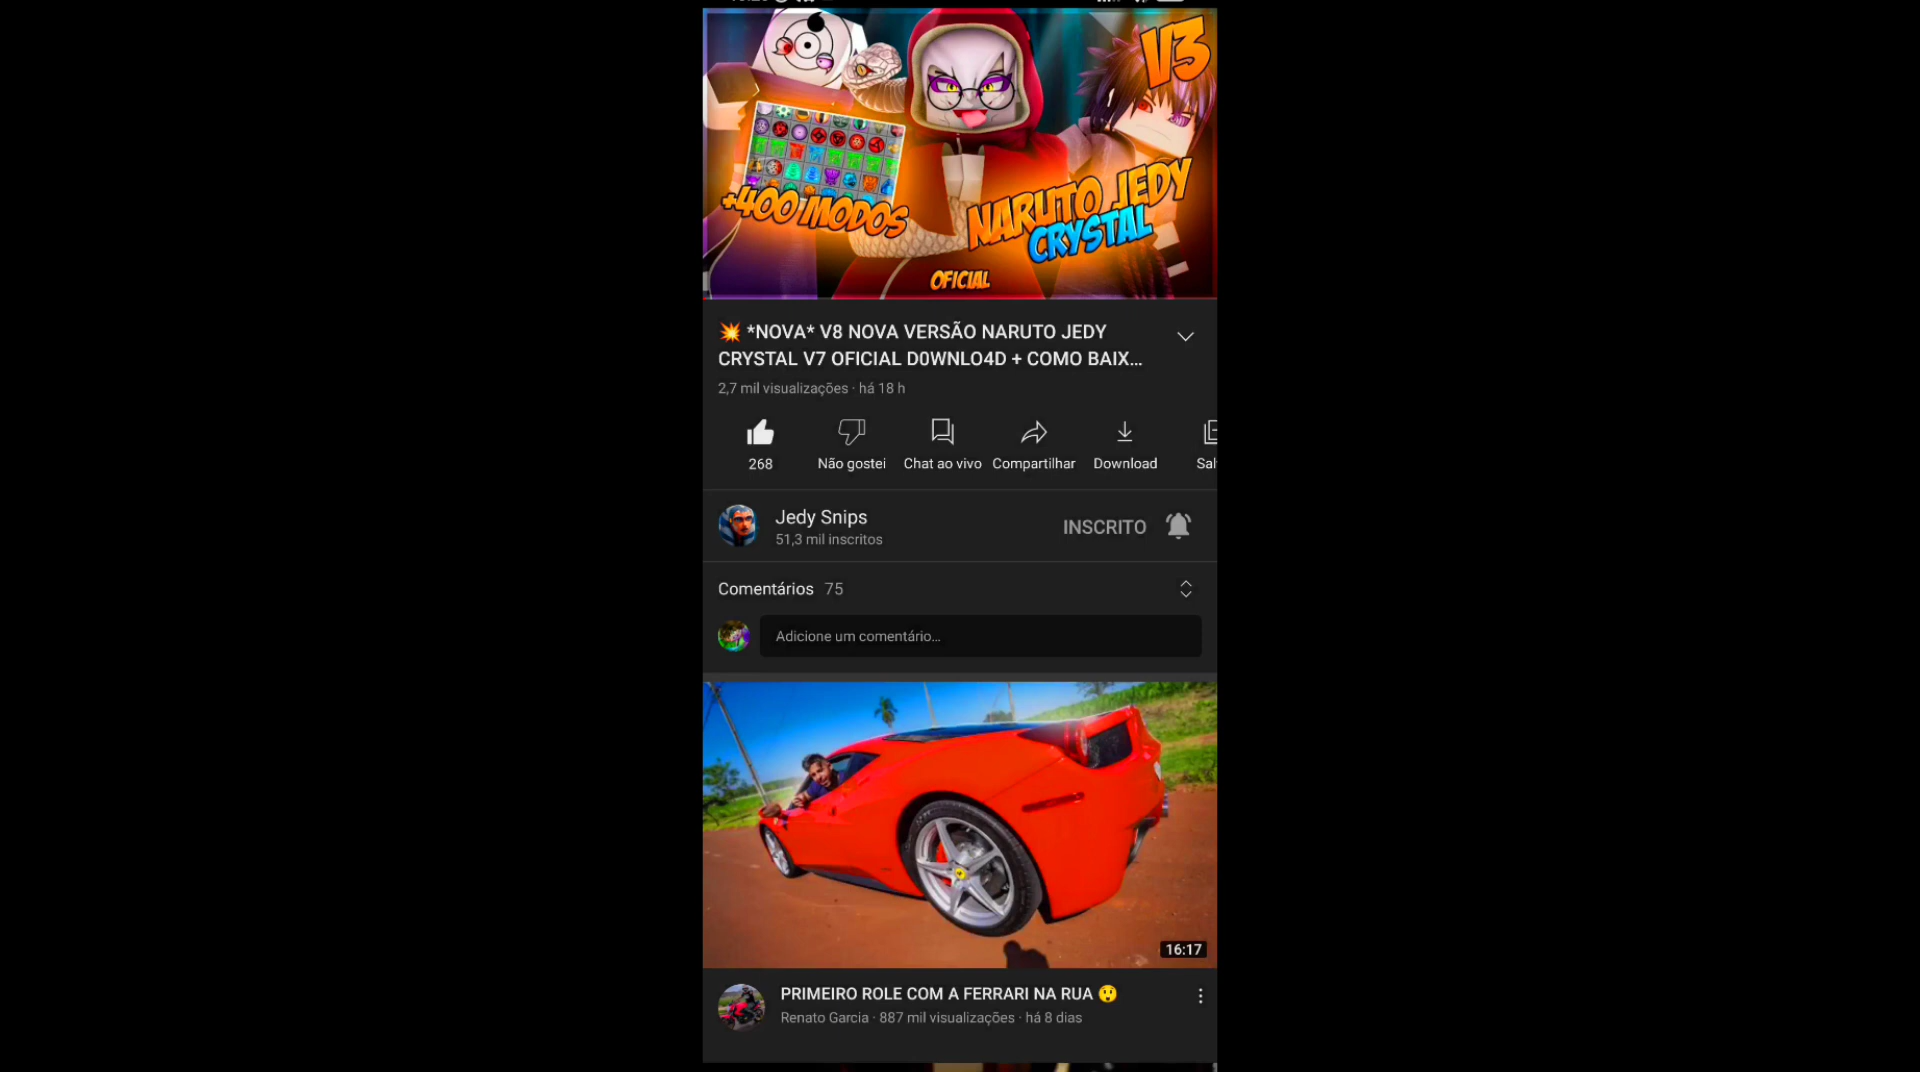 V3
+400 MODOS
NARUTO JEDY
CRYSTAL
OFICIAL
💥 *NOVA* V8 NOVA VERSÃO NARUTO JEDY
CRYSTAL V7 OFICIAL D0WNLO4D + COMO BAIX...
2,7 mil visualizações · há 18 h
268
Não gostei
Chat ao vivo
Compartilhar
Download
Sal
Jedy Snips
51,3 mil inscritos
INSCRITO
Comentários 75
Adicione um comentário...
16:17
PRIMEIRO ROLE COM A FERRARI NA RUA 😲
Renato Garcia · 887 mil visualizações · há 8 dias